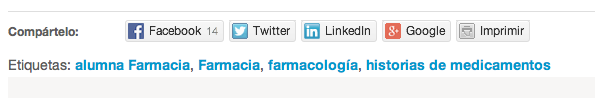 Compártelo: Facebook 14 Twitter LinkedIn Google Imprimir
Etiquetas: alumna Farmacia, Farmacia, farmacología, historias de medicamentos